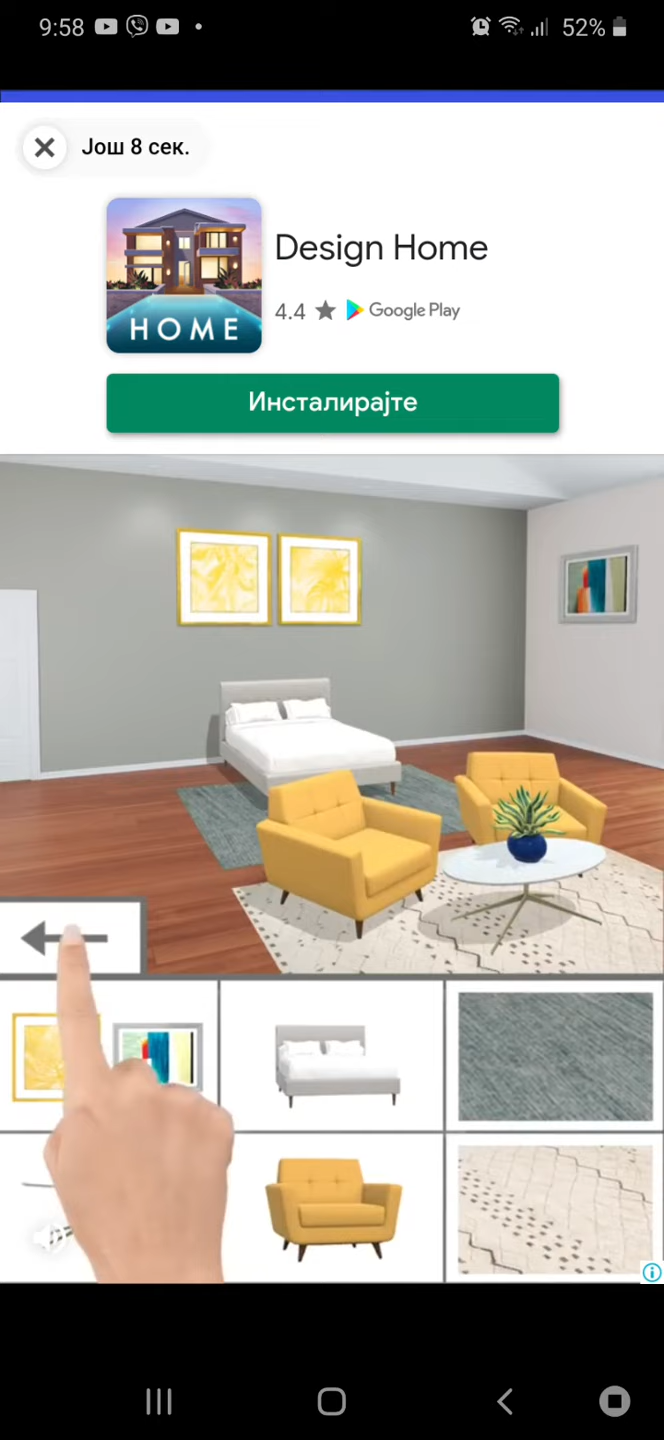 9:58
52%
Још 8 сек.
Design Home
HOME
4.4 ★ Google Play
Инсталирајте